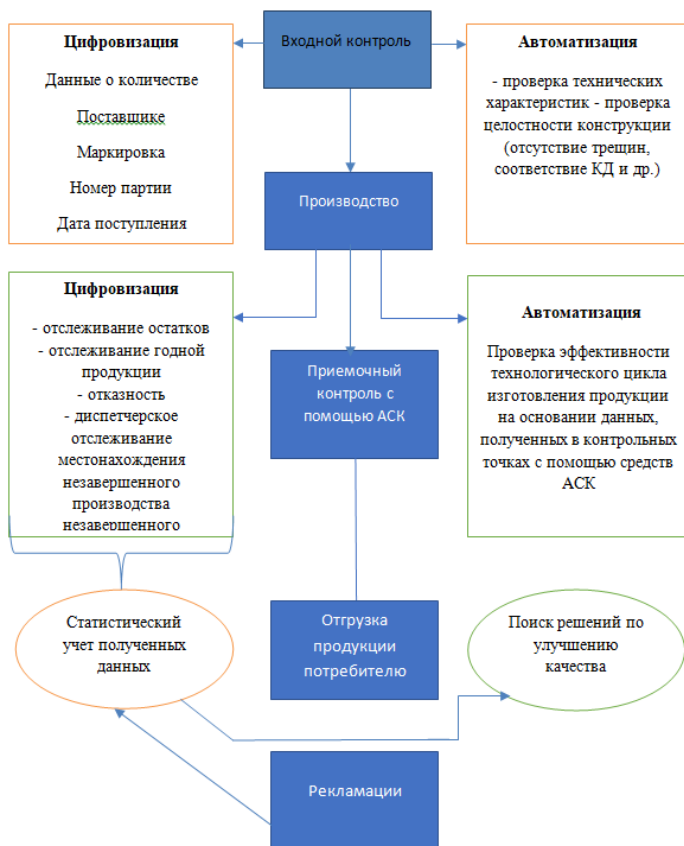 Цифровизация
Данные о количестве
Поставшике
Маркировка
Номер партии
Дата поступления
Входной контроль
Автоматизация
- проверка технических
характеристик - проверка
целостности конструкции
(отсутствие трещин,
соответствие КД и др.)
Производство
Цифровизация
- отслеживание остатков
- отслеживание годной
продукции
- отказность
- диспетчерское
отслеживание
местонахождения
незавершенного
производства
незавершенного
Приемочный
контроль с
помощью АСК
Автоматизация
Проверка эффективности
технологического цикла
изготовления продукции
на основании данных,
полученных в контрольных
точках с помощью средств
АСК
Статистический
учет полученных
данных
Отгрузка
продукции
потребителю
Поиск решений по
улучшению
качества
Рекламации